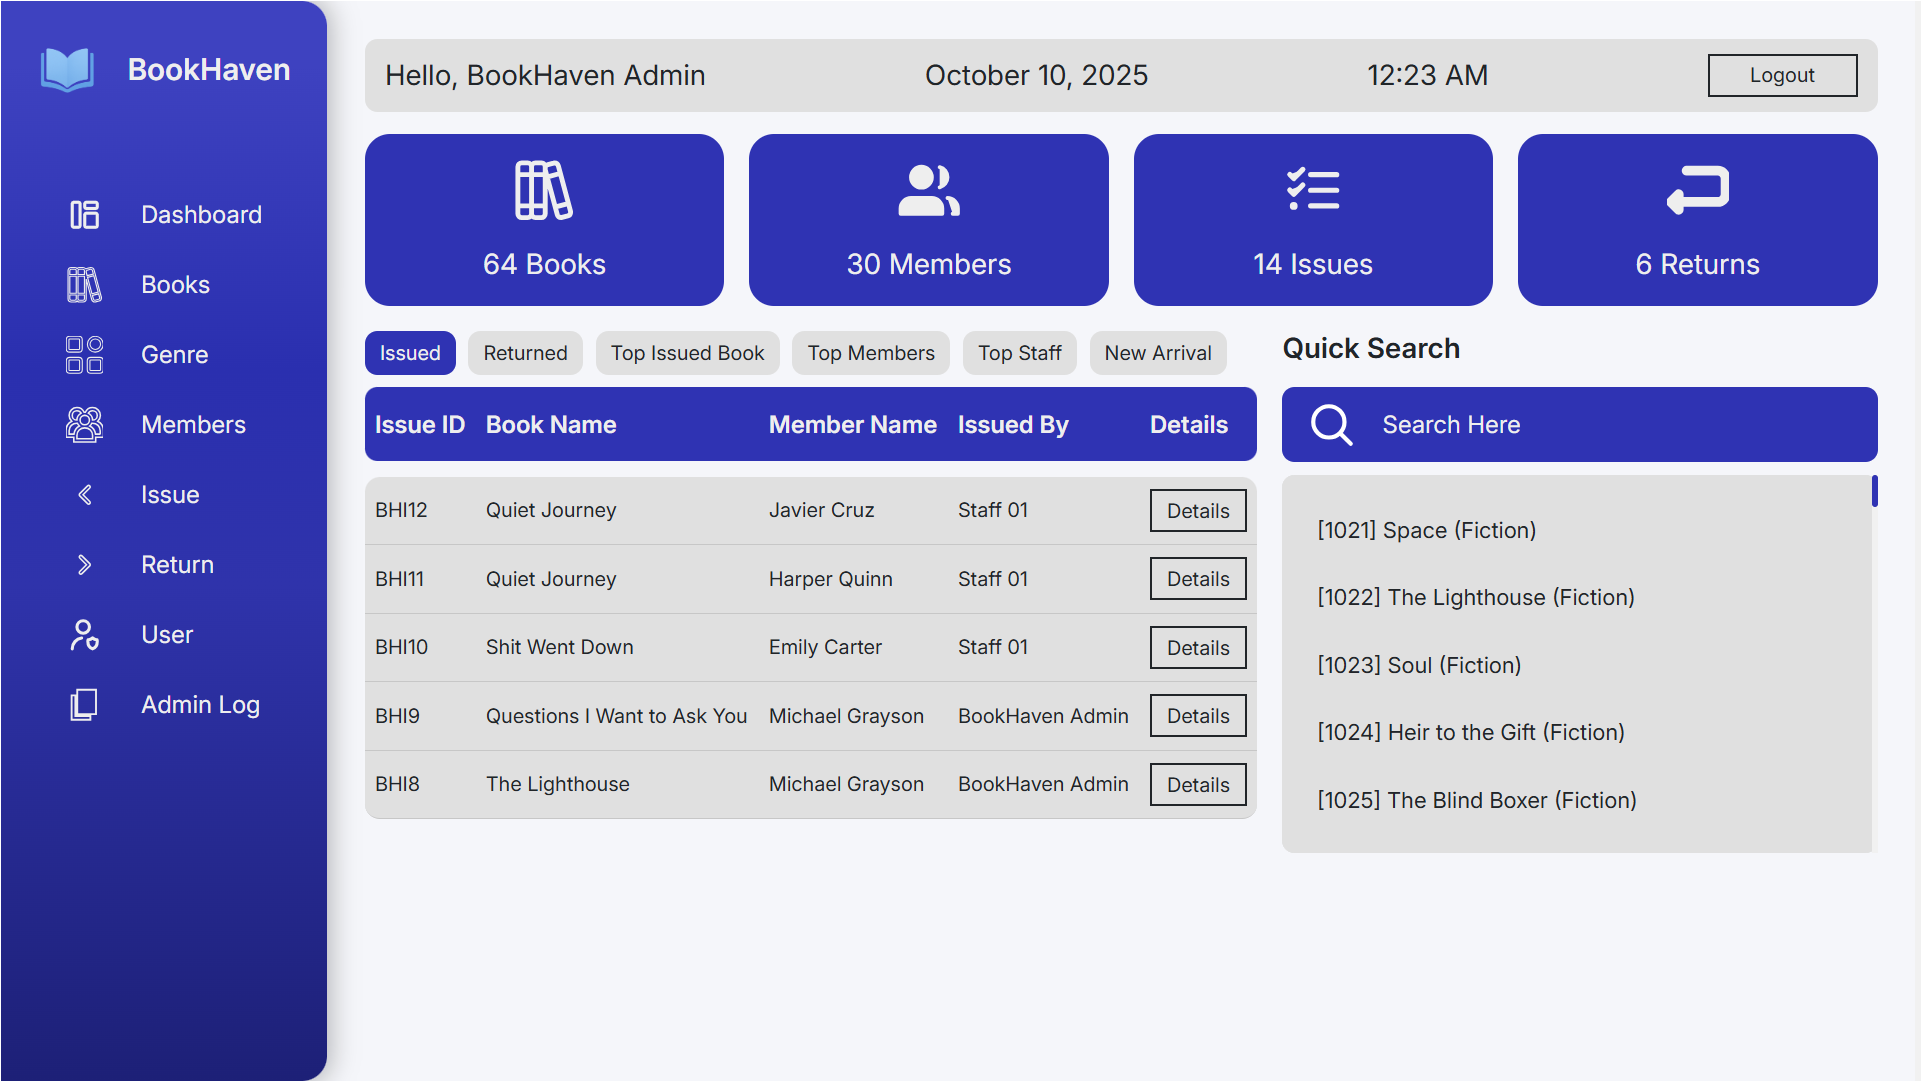 BookHaven
Dashboard
Books
Genre
Members
Issue
Return
User
Admin Log
Hello, BookHaven Admin October 10, 2025 12:23 AM Logout
64 Books 30 Members 14 Issues 6 Returns
Issued Returned Top Issued Book Top Members Top Staff New Arrival
Issue ID Book Name Member Name Issued By Details
BHI12 Quiet Journey Javier Cruz Staff 01 Details
BHI11 Quiet Journey Harper Quinn Staff 01 Details
BHI10 Shit Went Down Emily Carter Staff 01 Details
BHI9 Questions I Want to Ask You Michael Grayson BookHaven Admin Details
BHI8 The Lighthouse Michael Grayson BookHaven Admin Details
Quick Search
Search Here
[1021] Space (Fiction)
[1022] The Lighthouse (Fiction)
[1023] Soul (Fiction)
[1024] Heir to the Gift (Fiction)
[1025] The Blind Boxer (Fiction)